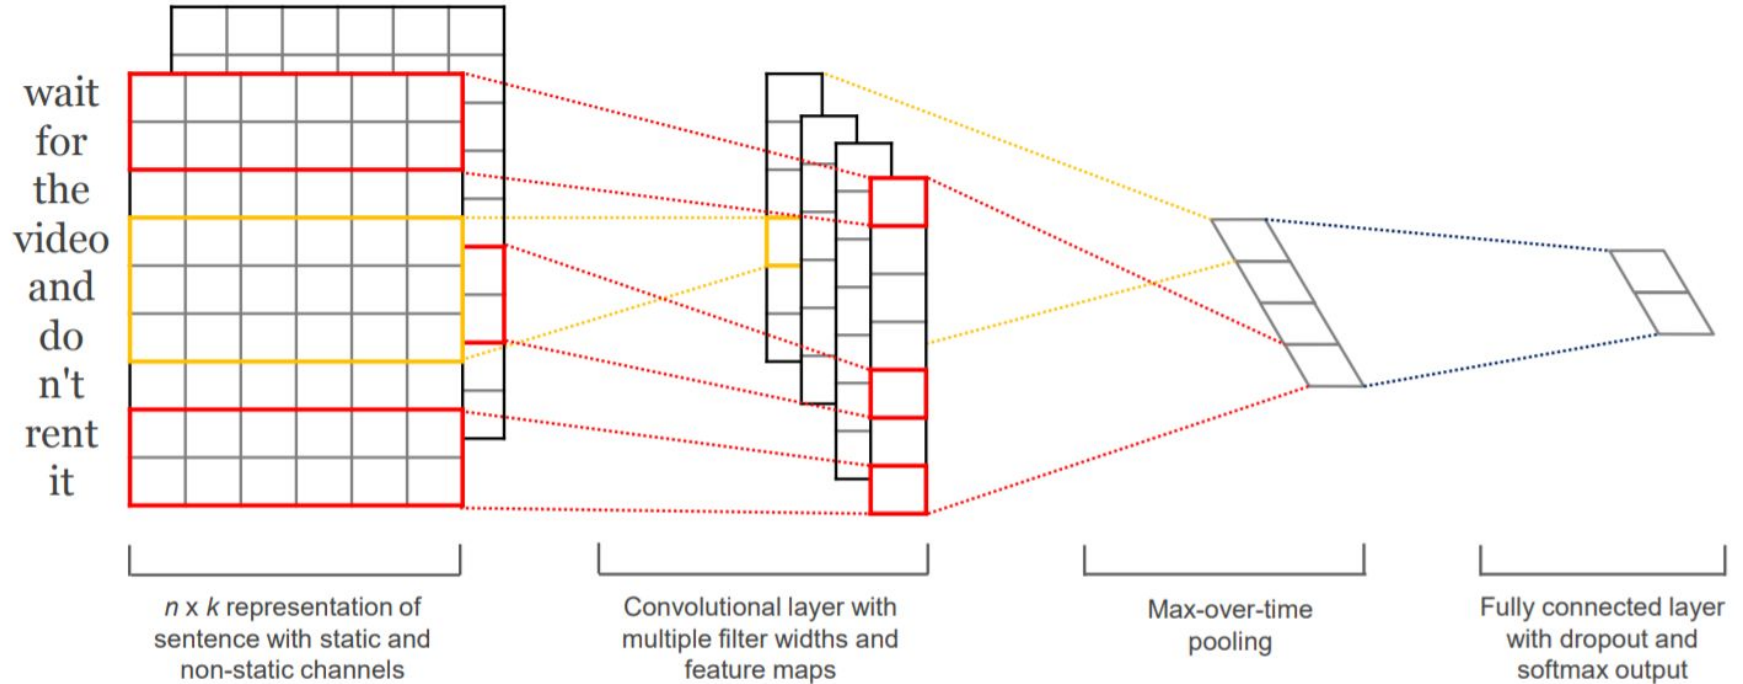 wait
for
the
video
and
do
n't
rent
it
n x k representation of
sentence with static and
non-static channels
Convolutional layer with
multiple filter widths and
feature maps
Max-over-time
pooling
Fully connected layer
with dropout and
softmax output